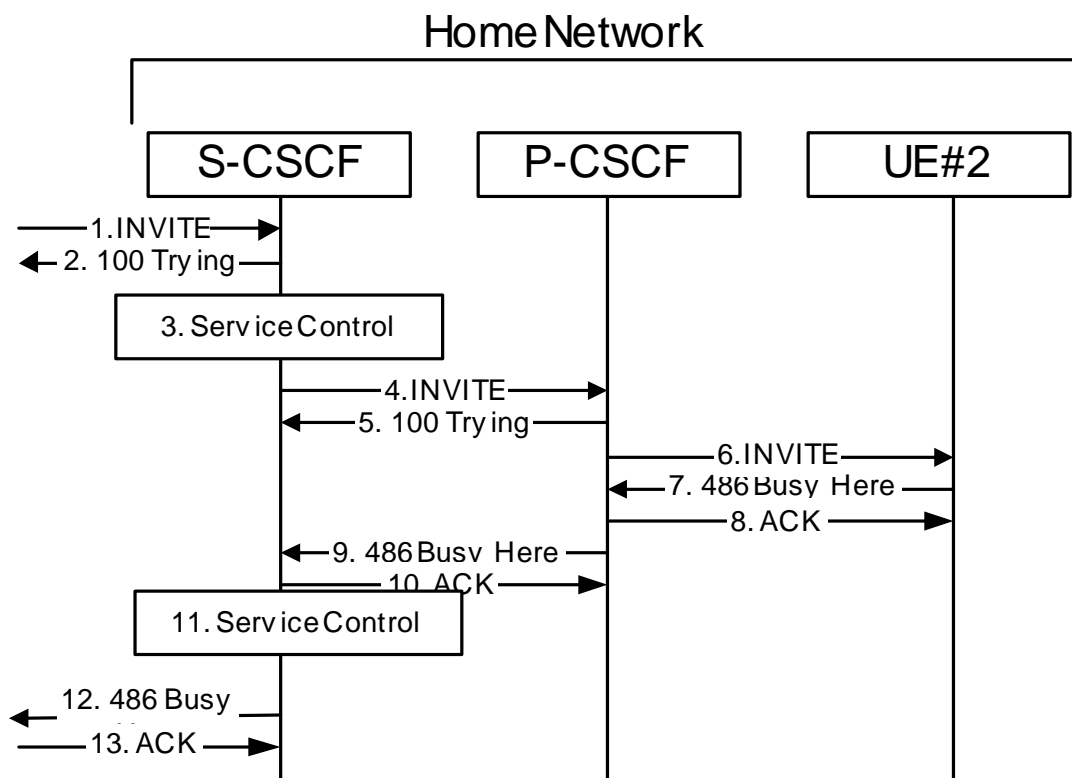 Home Network
S-CSCF
P-CSCF
UE#2
1.INVITE
2. 100 Trying
3. Service Control
4.INVITE
5. 100 Trying
6.INVITE
7. 486 Busy Here
8. ACK
9. 486 Busy Here
10. ACK
11. Service Control
12. 486 Busy
13. ACK